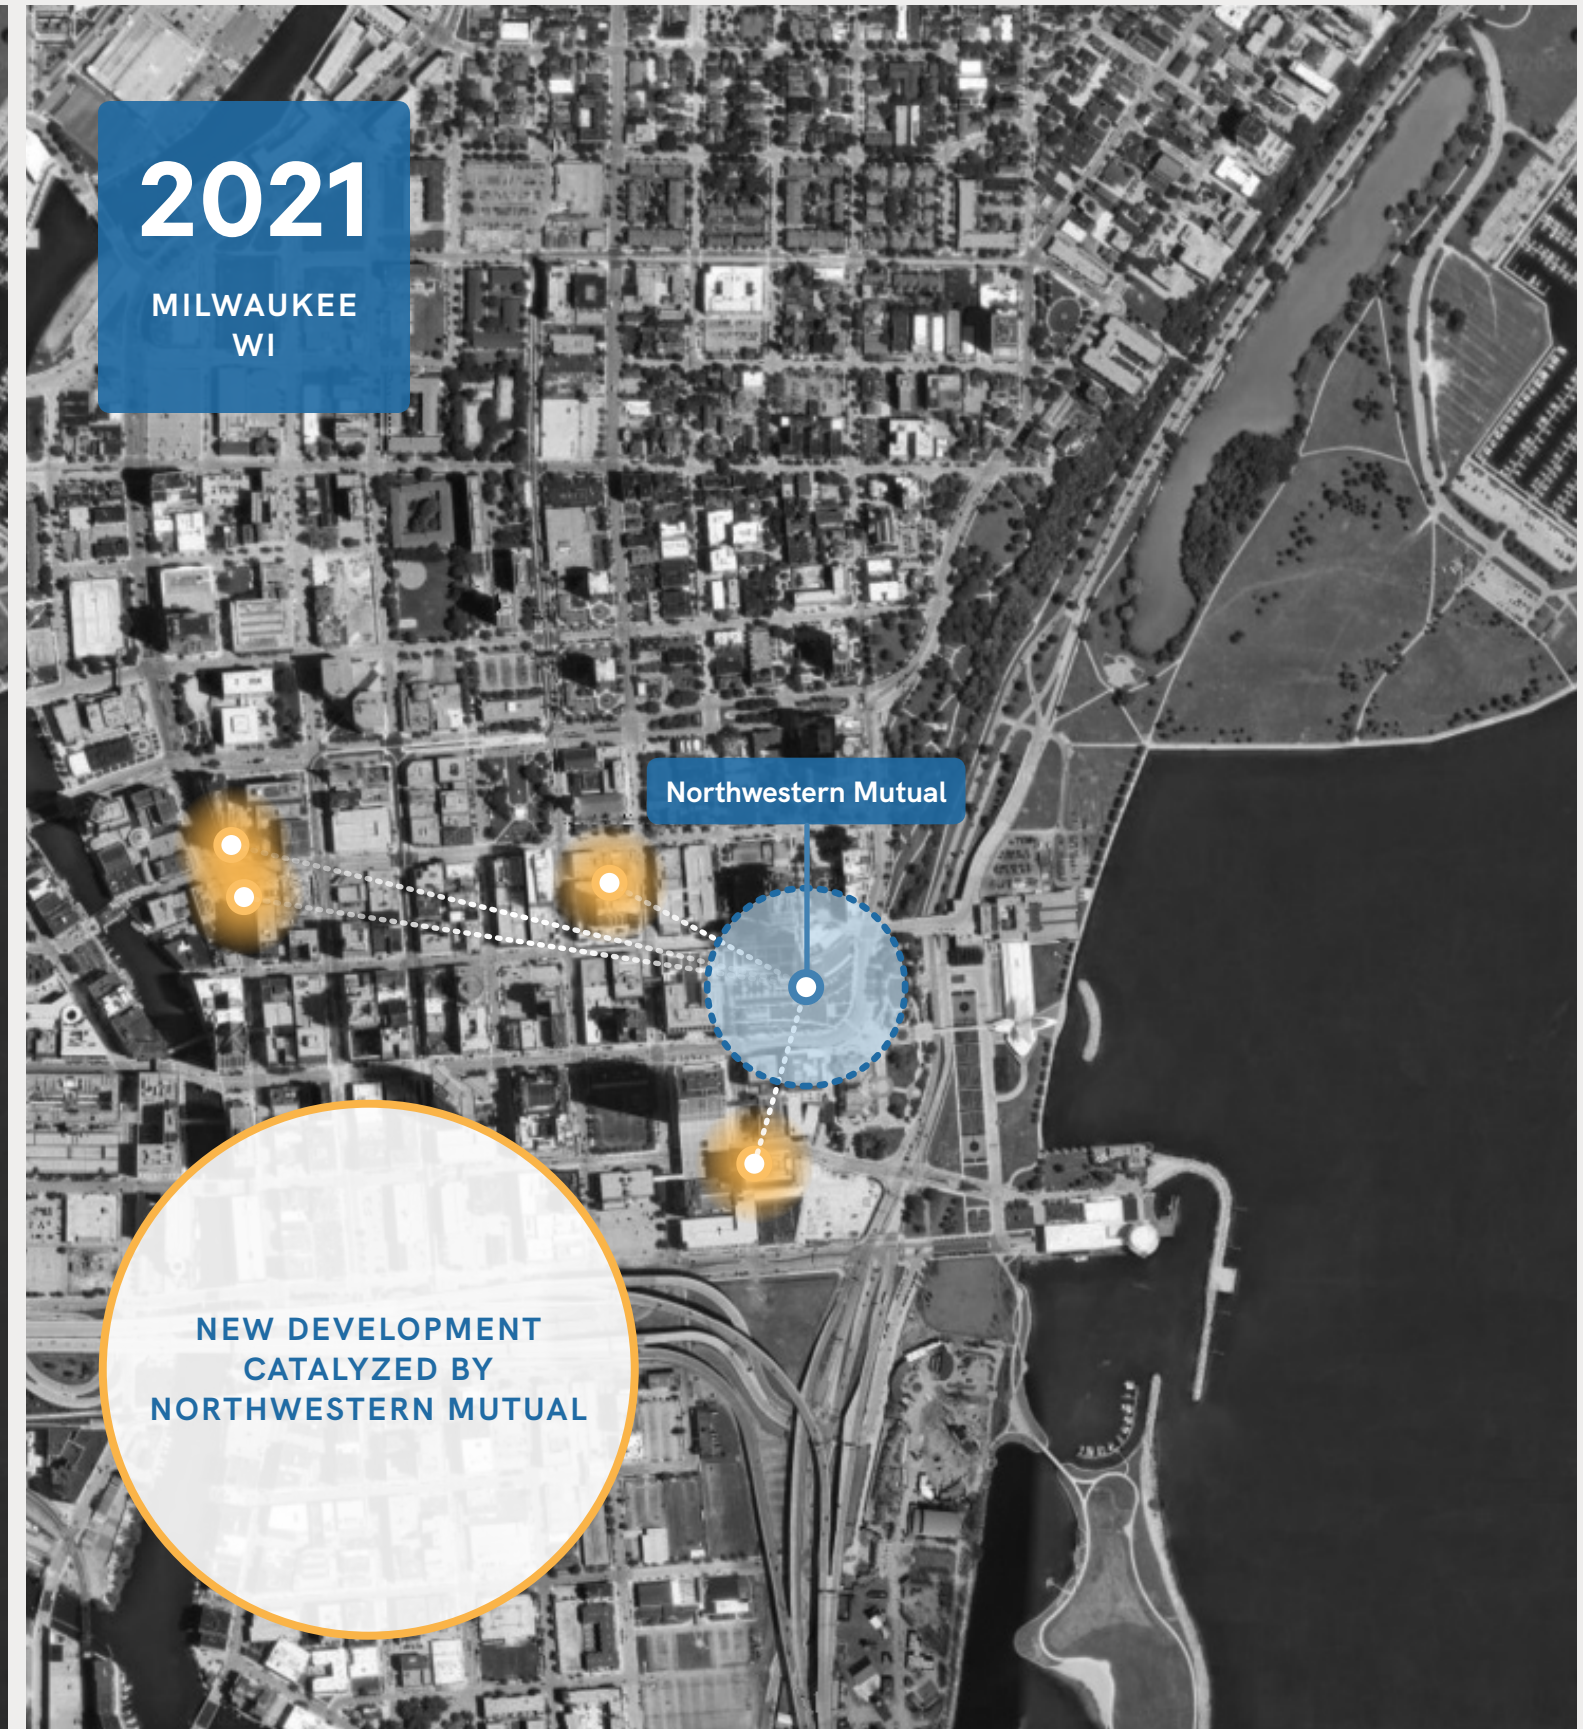 2021
MILWAUKEE
WI
Northwestern Mutual
NEW DEVELOPMENT
CATALYZED BY
NORTHWESTERN MUTUAL